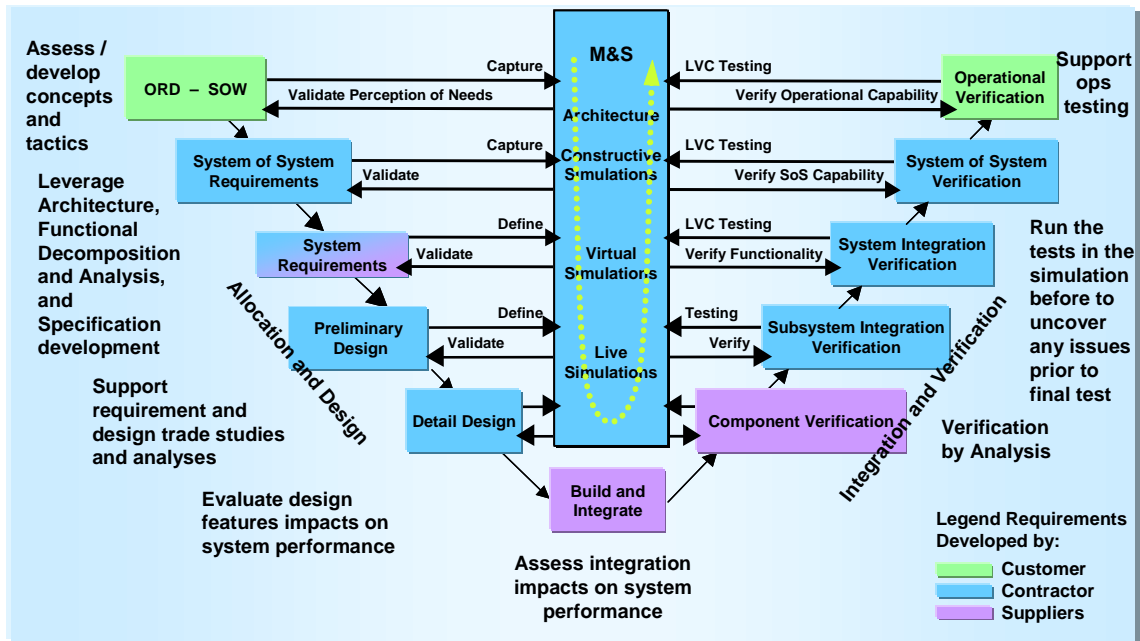 Assess /
develop
concepts
and
tactics
ORD – SOW
Capture
Validate Perception of Needs
M&S
Architecture
LVC Testing
Verify Operational Capability
Operational
Verification
Support
ops
testing
System of System
Requirements
Capture
Validate
Constructive
Simulations
LVC Testing
Verify SoS Capability
System of System
Verification
Leverage
Architecture,
Functional
Decomposition
and Analysis,
and
Specification
development
System
Requirements
Define
Validate
Virtual
Simulations
LVC Testing
Verify Functionality
System Integration
Verification
Run the
tests in the
simulation
before to
uncover
any issues
prior to
final test
Allocation and Design
Preliminary
Design
Define
Validate
Live
Simulations
Testing
Verify
Subsystem Integration
Verification
Integration and Verification
Support
requirement and
design trade studies
and analyses
Detail Design
Component Verification
Verification
by Analysis
Evaluate design
features impacts on
system performance
Build and
Integrate
Assess integration
impacts on system
performance
Legend Requirements
Developed by:
Customer
Contractor
Suppliers